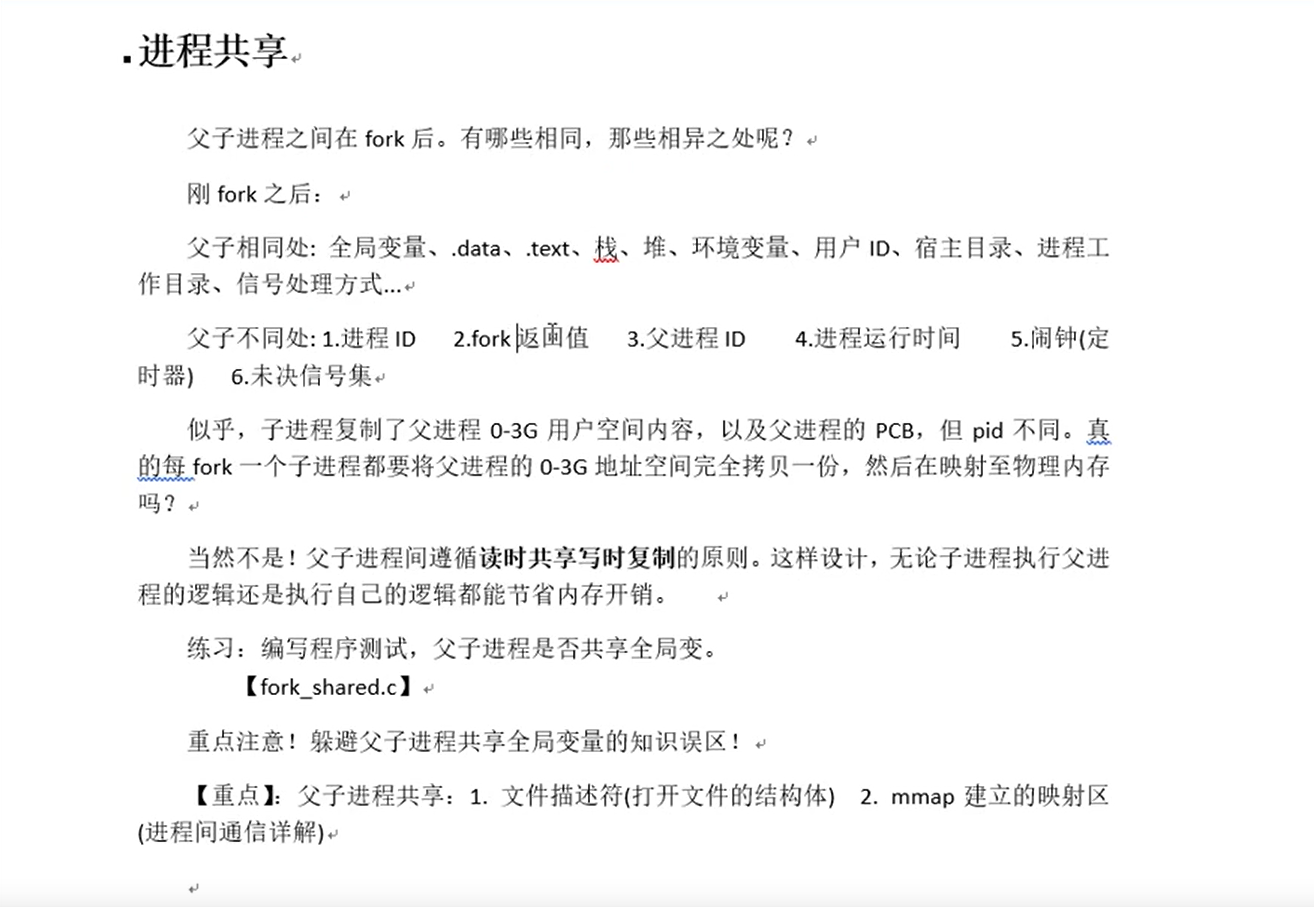 进程共享
父子进程之间在 fork 后。有哪些相同，那些相异之处呢？
刚 fork 之后：
父子相同处: 全局变量、.data、.text、栈、堆、环境变量、用户 ID、宿主目录、进程工
作目录、信号处理方式...
父子不同处: 1.进程 ID 2.fork 返回值 3.父进程 ID 4.进程运行时间 5.闹钟(定
时器) 6.未决信号集
似乎，子进程复制了父进程 0-3G 用户空间内容，以及父进程的 PCB，但 pid 不同。真
的每 fork 一个子进程都要将父进程的 0-3G 地址空间完全拷贝一份，然后在映射至物理内存
吗？
当然不是！父子进程间遵循读时共享写时复制的原则。这样设计，无论子进程执行父进
程的逻辑还是执行自己的逻辑都能节省内存开销。
练习：编写程序测试，父子进程是否共享全局变。
【fork_shared.c】
重点注意！躲避父子进程共享全局变量的知识误区！
【重点】：父子进程共享：1. 文件描述符(打开文件的结构体) 2. mmap 建立的映射区
(进程间通信详解)